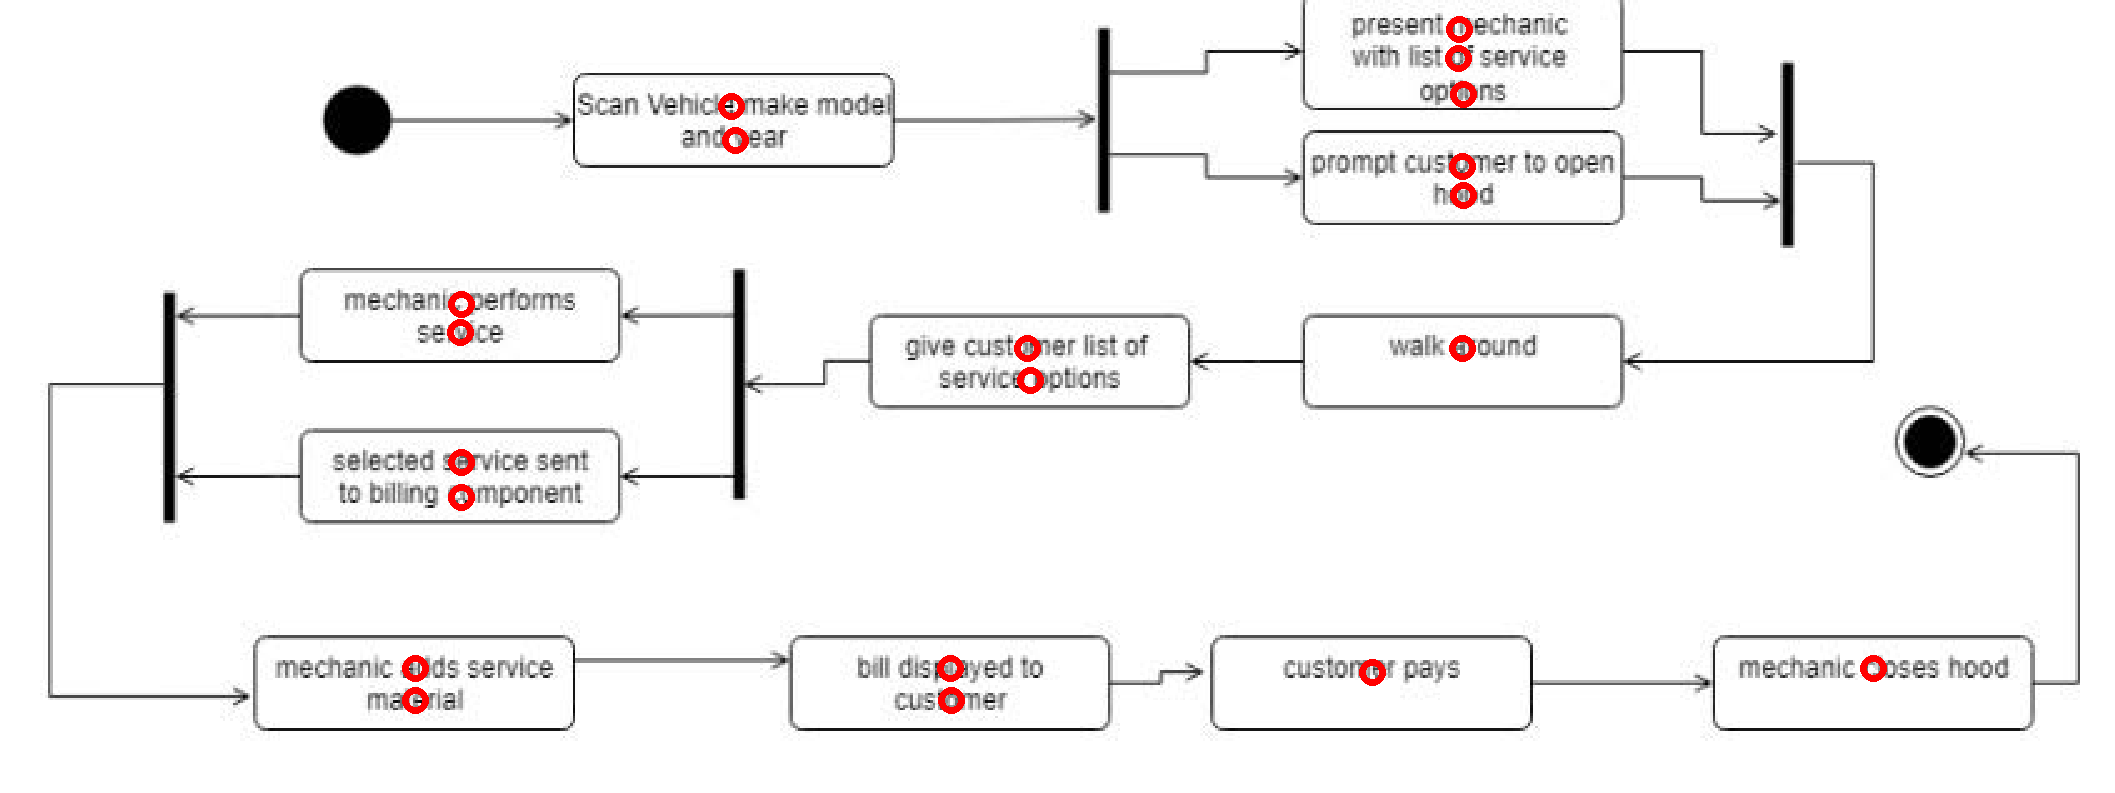 present mechanic
with list of service
options
Scan Vehicle make model
and year
prompt customer to open
hood
mechanic performs
service
give customer list of
service options
walk around
selected service sent
to billing component
mechanic adds service
material
bill displayed to
customer
customer pays
mechanic closes hood